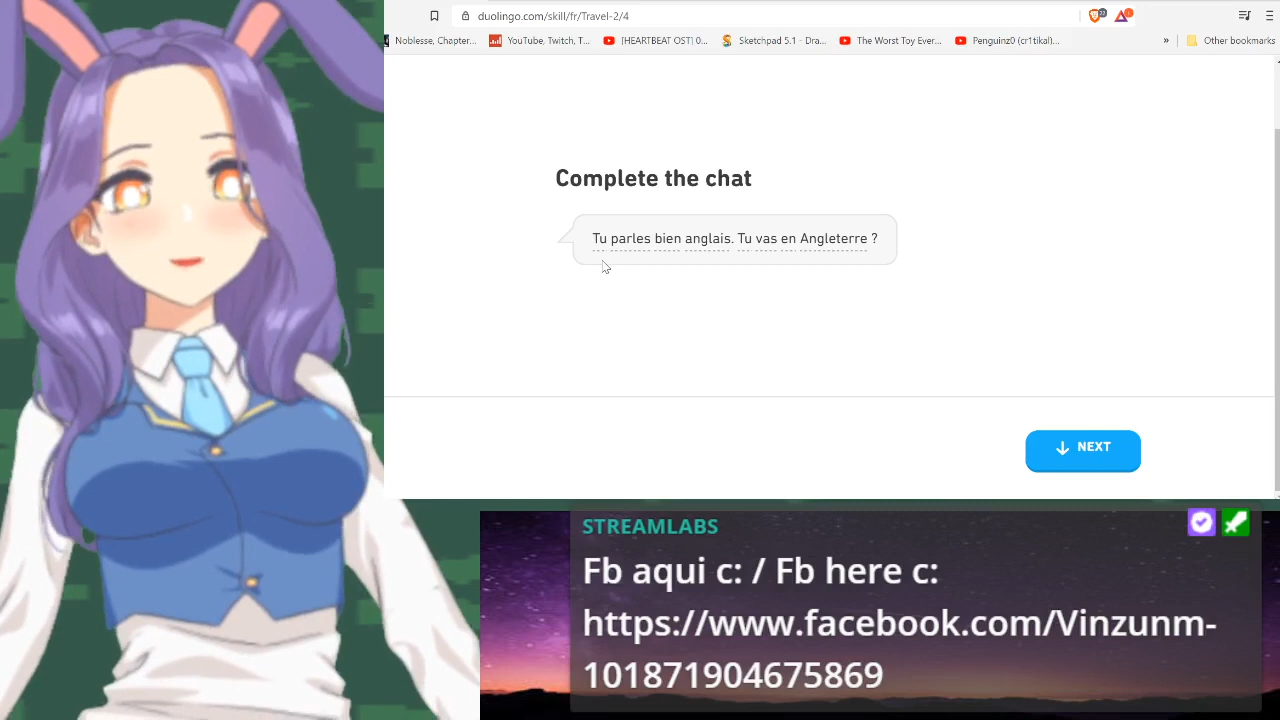 duolingo.com/skill/fr/Travel-2/4
Noblesse, Chapter...
YouTube, Twitch, T...
[HEARTBEAT OST] 0...
Sketchpad 5.1 - Dra...
The Worst Toy Ever...
Penguinz0 (cr1tikal)...
»
Other bookmarks
Complete the chat
Tu parles bien anglais. Tu vas en Angleterre ?
NEXT
STREAMLABS
Fb aqui c: / Fb here c:
https://www.facebook.com/Vinzunm-
101871904675869